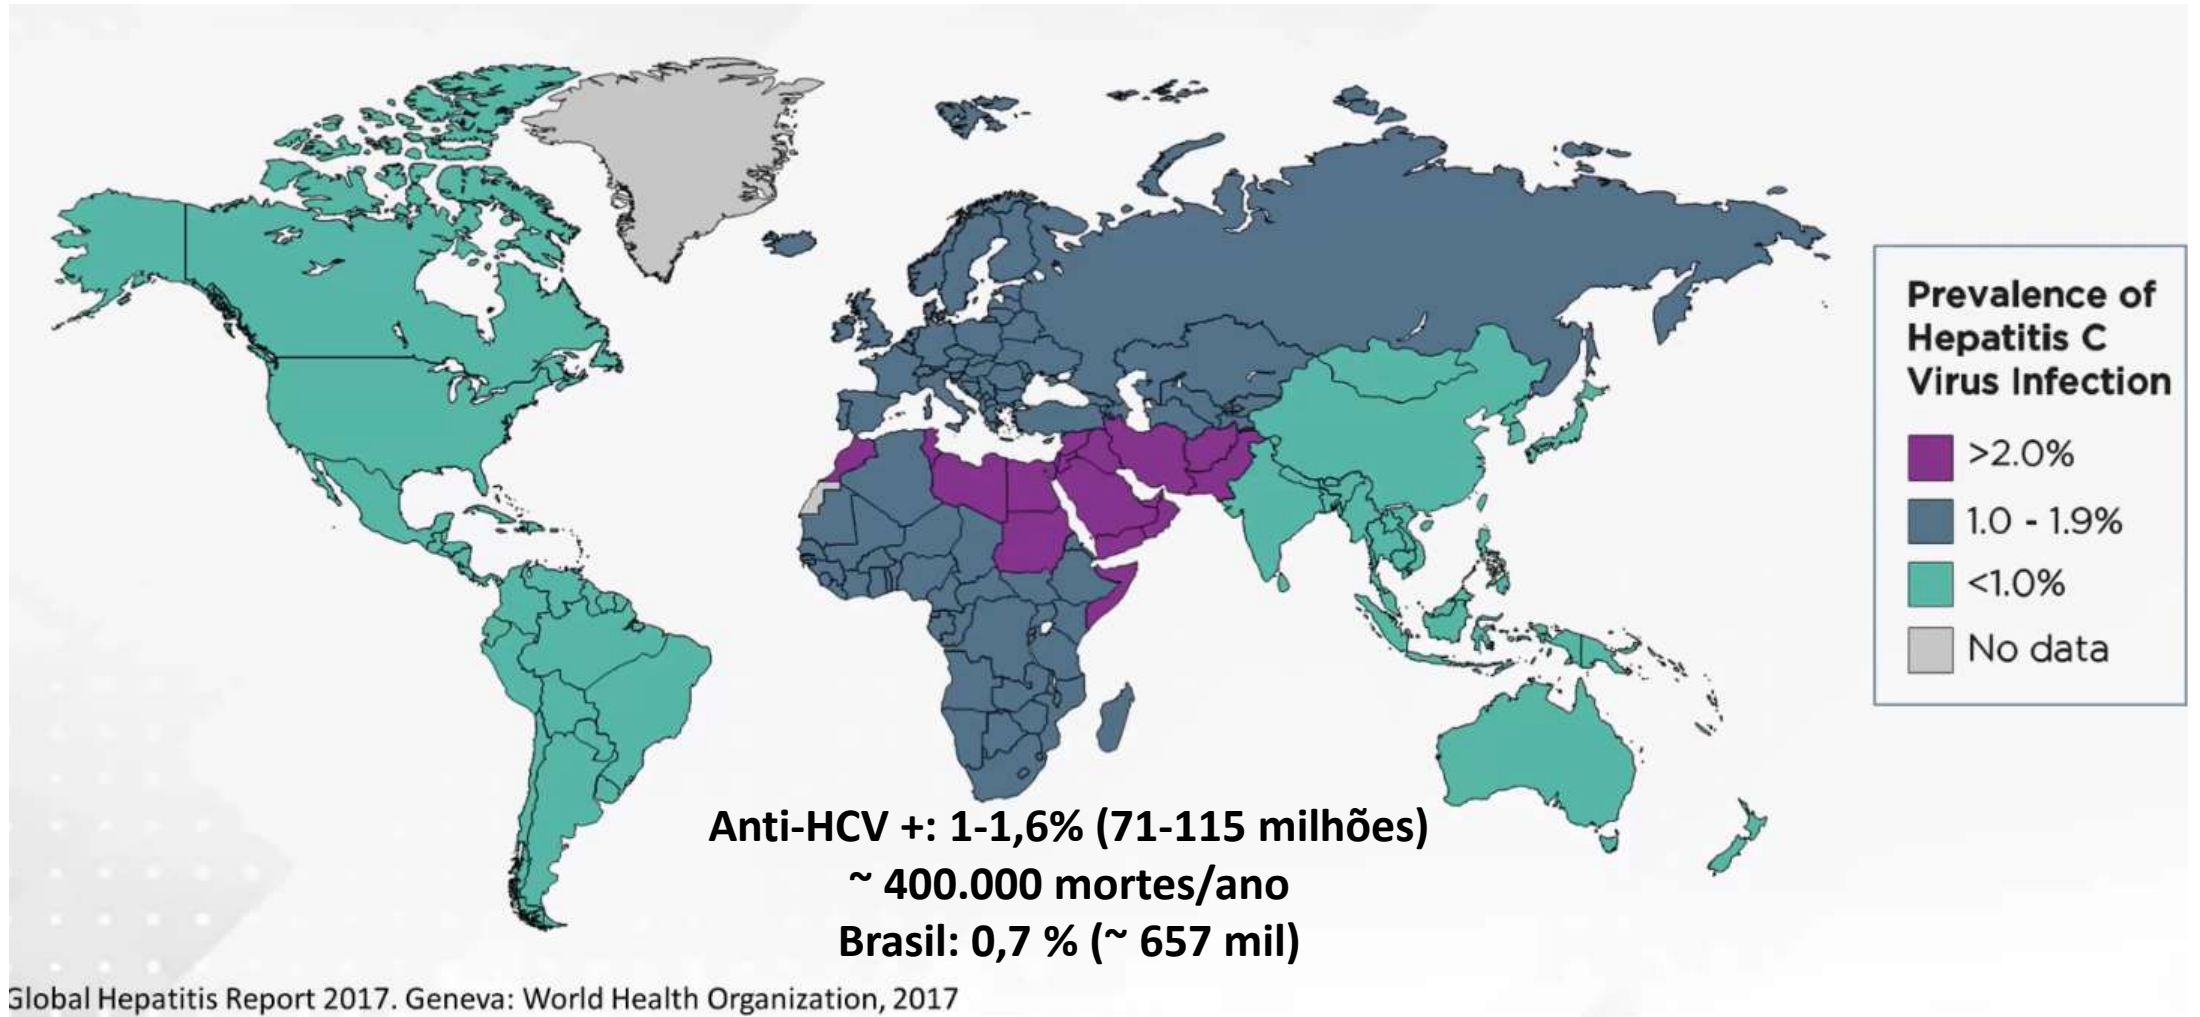 Prevalence of
Hepatitis C
Virus Infection
>2.0%
1.0 - 1.9%
<1.0%
No data
Anti-HCV +: 1-1,6% (71-115 milhões)
~ 400.000 mortes/ano
Brasil: 0,7 % (~ 657 mil)
Global Hepatitis Report 2017. Geneva: World Health Organization, 2017